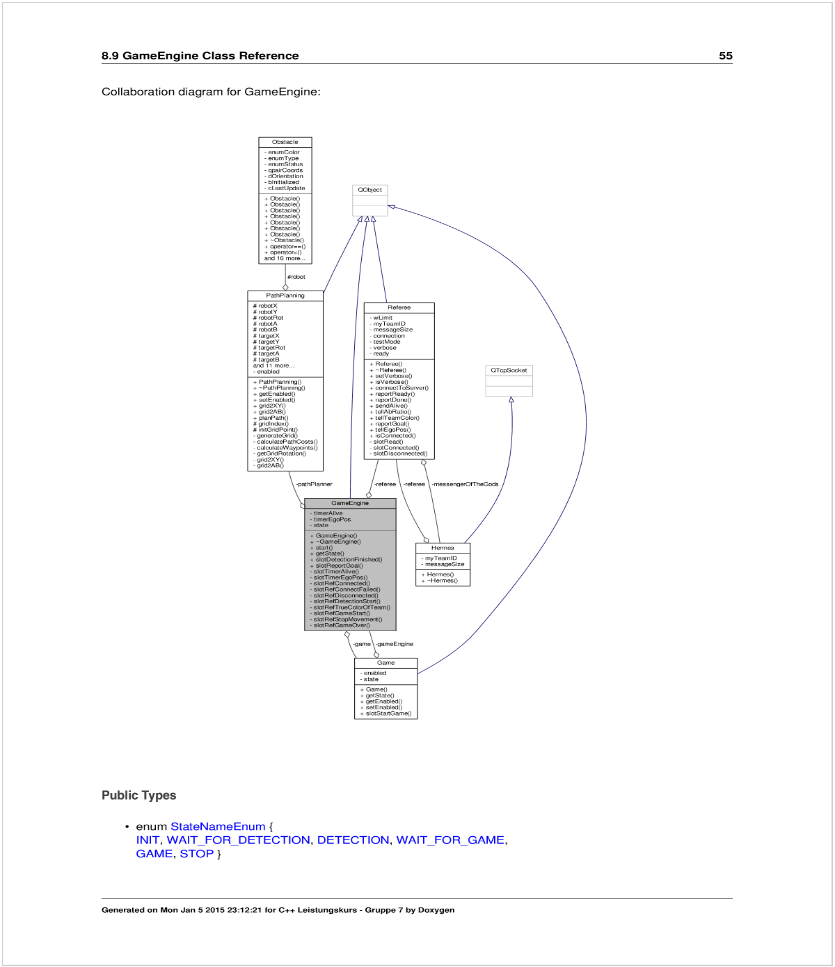 8.9 GameEngine Class Reference 55
Collaboration diagram for GameEngine:
Obstacle
- enumColor
- enumType
- enumStatus
- qpairCoords
- dOrientation
- bInitialized
- cLastUpdate
+ Obstacle()
+ Obstacle()
+ Obstacle()
+ Obstacle()
+ Obstacle()
+ Obstacle()
+ Obstacle()
+ ~Obstacle()
+ operator==()
+ operator<()
and 16 more...
QObject
#robot
PathPlanning
# robotX
# robotY
# robotRot
# robotA
# robotB
# targetX
# targetY
# targetRot
# targetA
# targetB
and 11 more...
- enabled
+ PathPlanning()
+ ~PathPlanning()
+ getEnabled()
+ setEnabled()
+ grid2XY()
+ grid2AB()
+ planPath()
# gridIndex()
# initGridPoint()
- generateGrid()
- calculatePathCosts()
- calculateWaypoints()
- getGridRotation()
- grid2XY()
- grid2AB()
Referee
- wLimit
- myTeamID
- messageSize
- connection
- testMode
- verbose
- ready
+ Referee()
+ ~Referee()
+ setVerbose()
+ isVerbose()
+ connectToServer()
+ reportReady()
+ reportDone()
+ sendAlive()
+ tellAbRatio()
+ tellTeamColor()
+ reportGoal()
+ tellEgoPos()
+ isConnected()
- slotRead()
- slotConnected()
- slotDisconnected()
QTcpSocket
-pathPlanner
-referee
-referee
-messengerOfTheGods
GameEngine
- timerAlive
- timerEgoPos
- state
+ GameEngine()
+ ~GameEngine()
+ start()
+ getState()
+ slotDetectionFinished()
+ slotReportGoal()
- slotTimerAlive()
- slotTimerEgoPos()
- slotRefConnected()
- slotRefConnectFailed()
- slotRefDisconnected()
- slotRefDetectionStart()
- slotRefTrueColorOfTeam()
- slotRefGameStart()
- slotRefStopMovement()
- slotRefGameOver()
Hermes
- myTeamID
- messageSize
+ Hermes()
+ ~Hermes()
-game
-gameEngine
Game
- enabled
- state
+ Game()
+ getState()
+ getEnabled()
+ setEnabled()
+ slotStartGame()
Public Types
• enum StateNameEnum {
INIT, WAIT_FOR_DETECTION, DETECTION, WAIT_FOR_GAME,
GAME, STOP }
Generated on Mon Jan 5 2015 23:12:21 for C++ Leistungskurs - Gruppe 7 by Doxygen